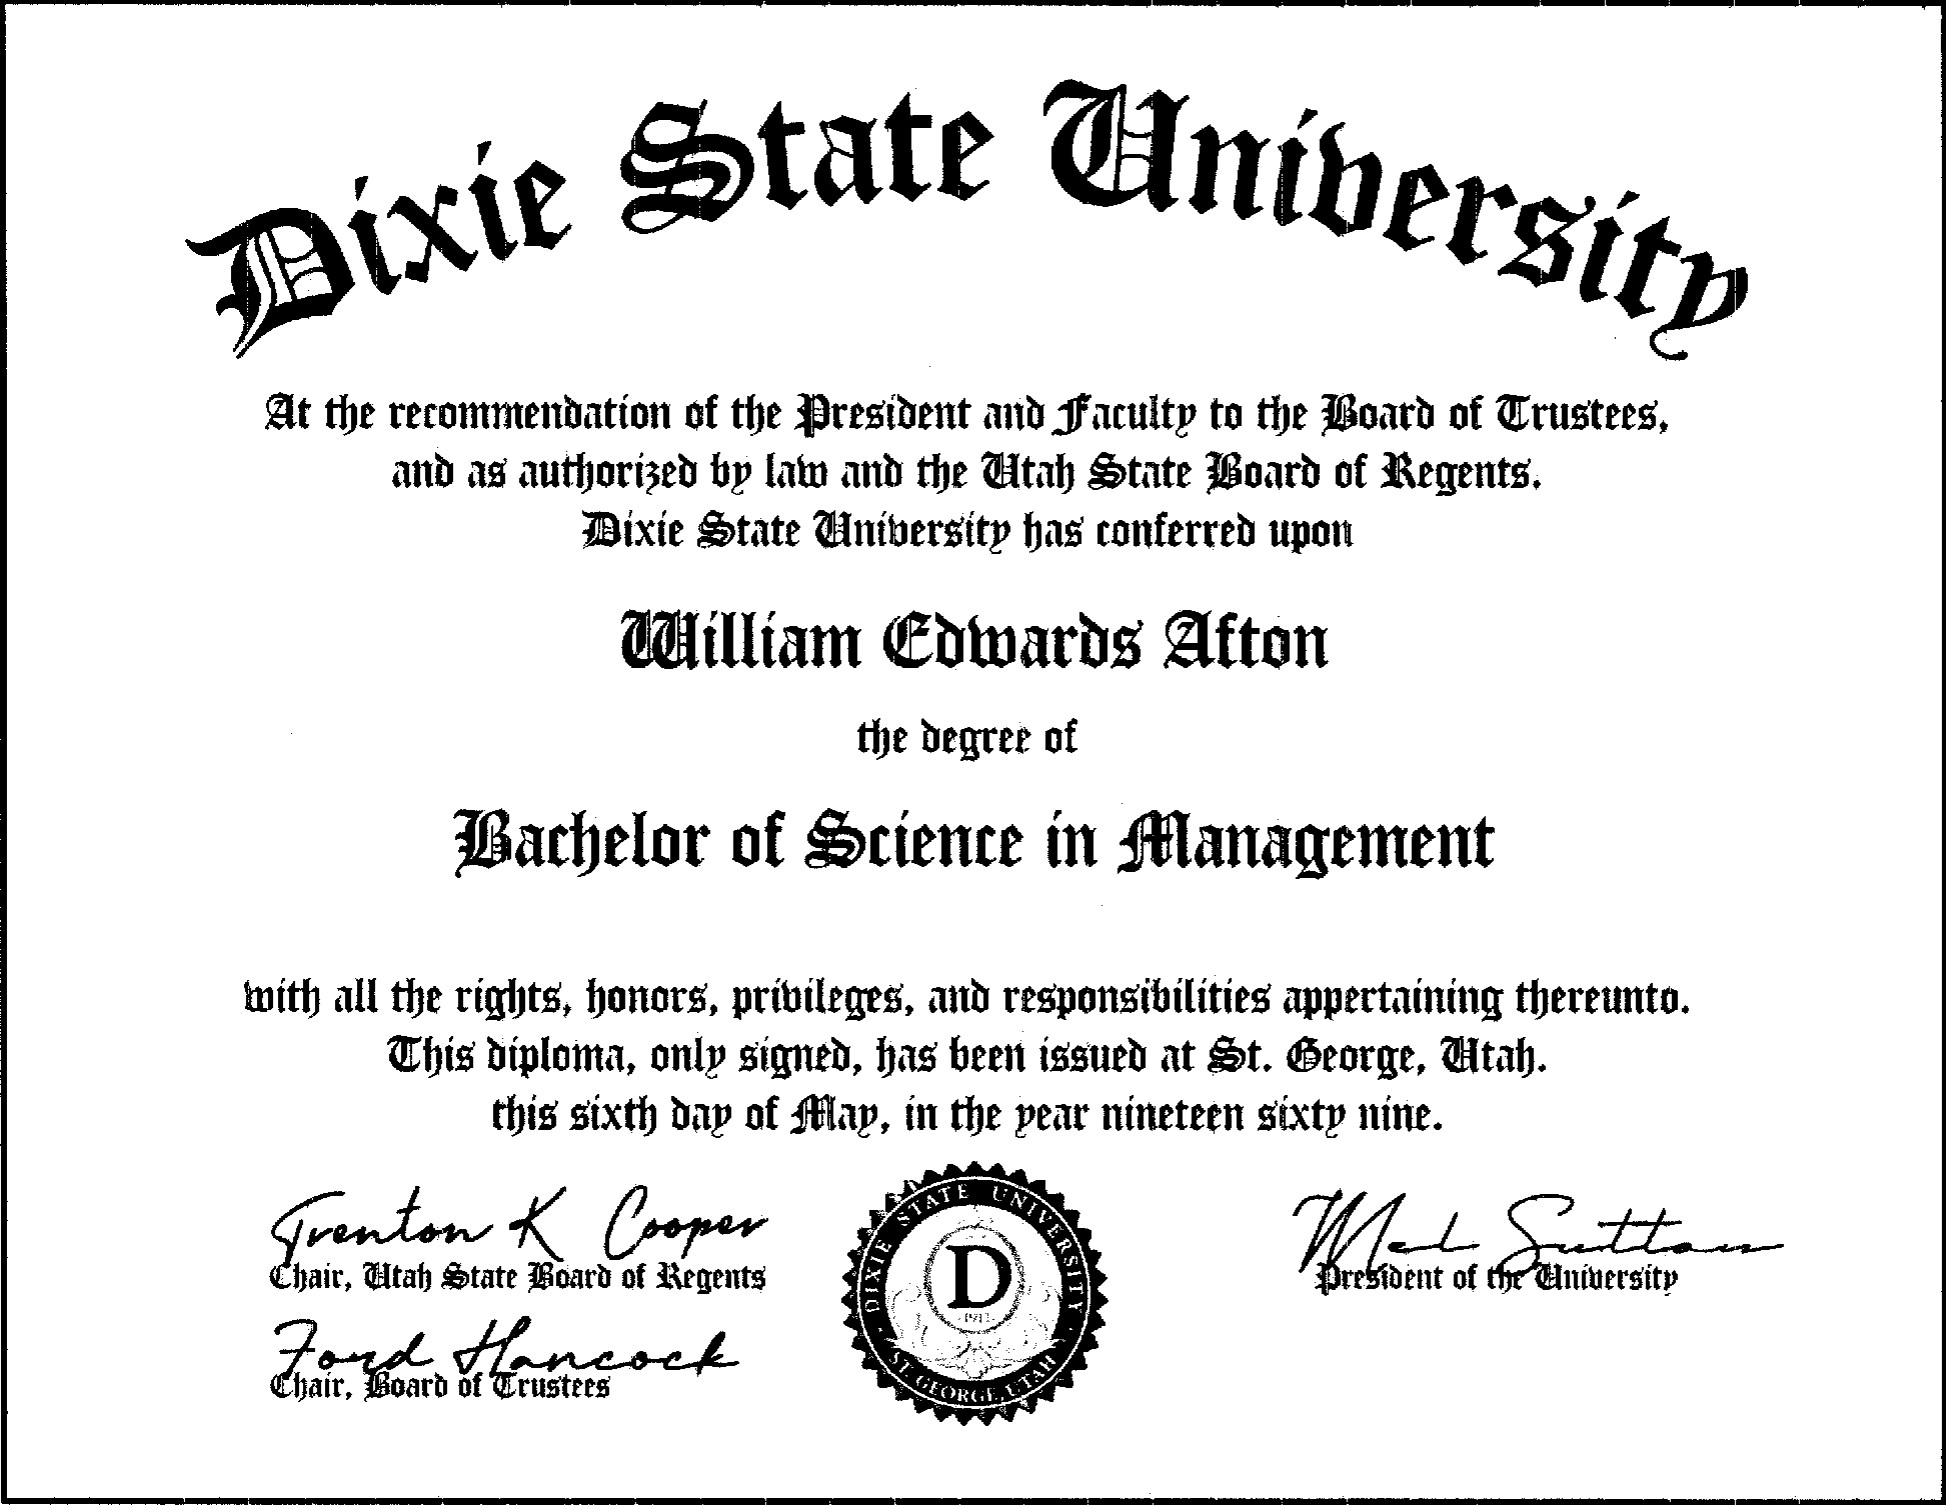 Dixie State University
At the recommendation of the President and Faculty to the Board of Trustees,
and as authorized by law and the Utah State Board of Regents.
Dixie State University has conferred upon
William Edwards Afton
the degree of
Bachelor of Science in Management
with all the rights, honors, privileges, and responsibilities appertaining thereunto.
This diploma, only signed, has been issued at St. George, Utah.
this sixth day of May, in the year nineteen sixty nine.
Trenton K Cooper
Chair, Utah State Board of Regents
Ford Hancock
Chair, Board of Trustees
DIXIE STATE UNIVERSITY
D
ST. GEORGE, UTAH
Sutton
President of the University